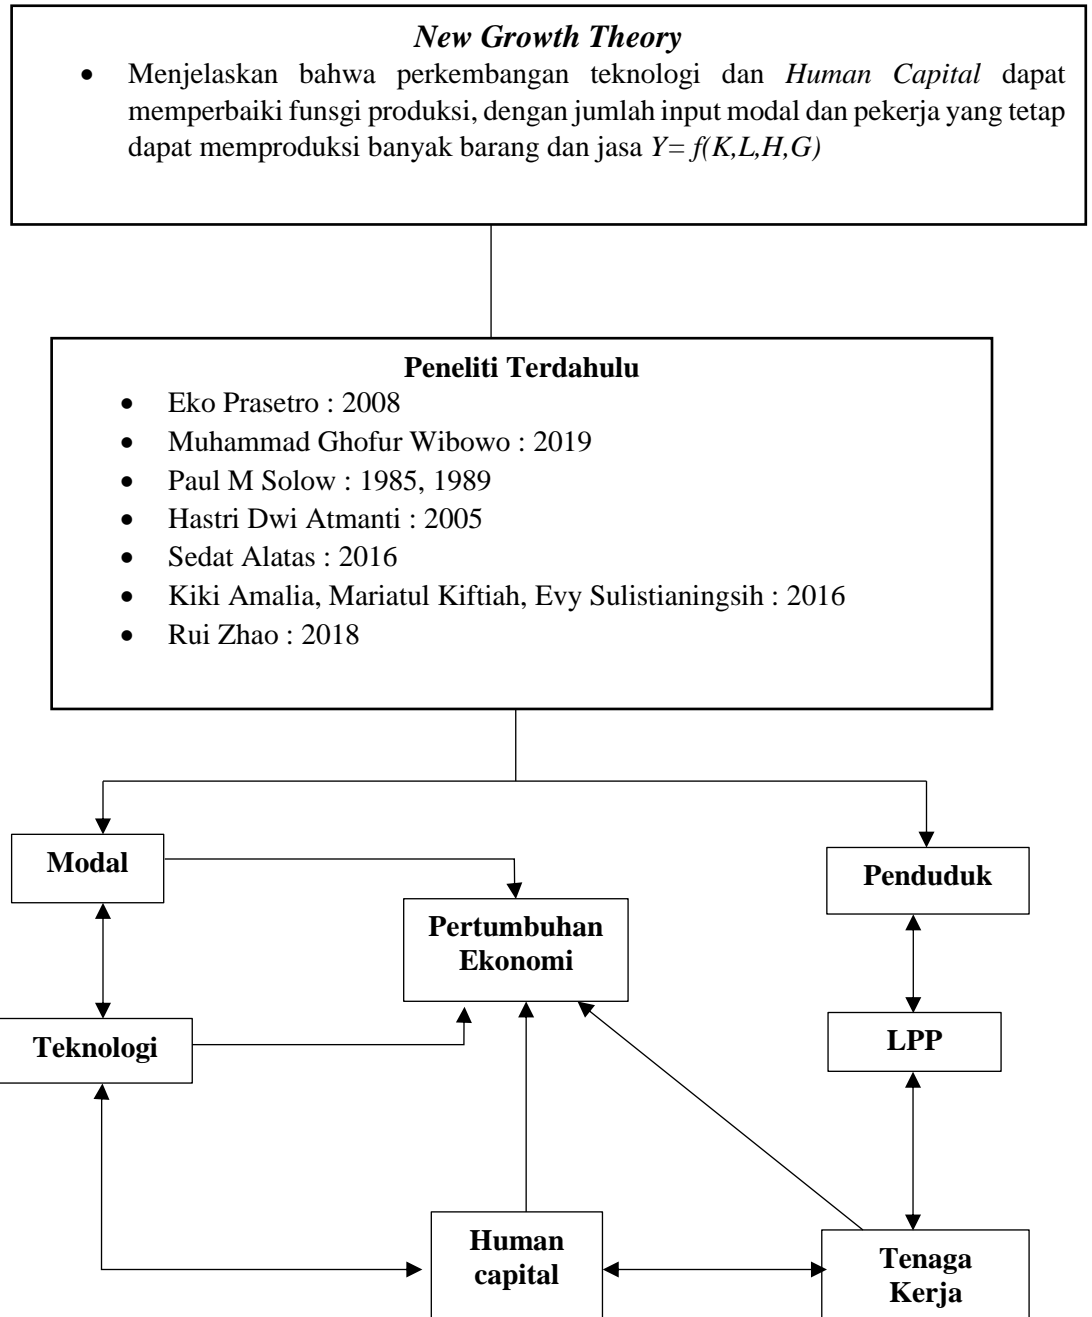 New Growth Theory
• Menjelaskan bahwa perkembangan teknologi dan Human Capital dapat
memperbaiki funsgi produksi, dengan jumlah input modal dan pekerja yang tetap
dapat memproduksi banyak barang dan jasa Y= f(K,L,H,G)
Peneliti Terdahulu
• Eko Prasetro : 2008
• Muhammad Ghofur Wibowo : 2019
• Paul M Solow : 1985, 1989
• Hastri Dwi Atmanti : 2005
• Sedat Alatas : 2016
• Kiki Amalia, Mariatul Kiftiah, Evy Sulistianingsih : 2016
• Rui Zhao : 2018
Modal
Penduduk
Pertumbuhan
Ekonomi
Teknologi
LPP
Human
capital
Tenaga
Kerja